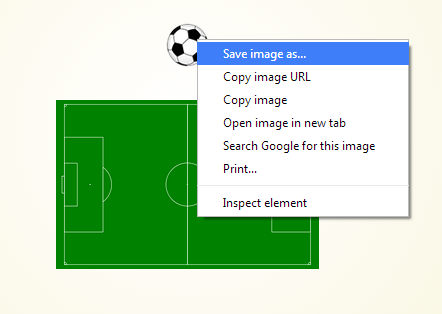 Save image as...
Copy image URL
Copy image
Open image in new tab
Search Google for this image
Print...
Inspect element